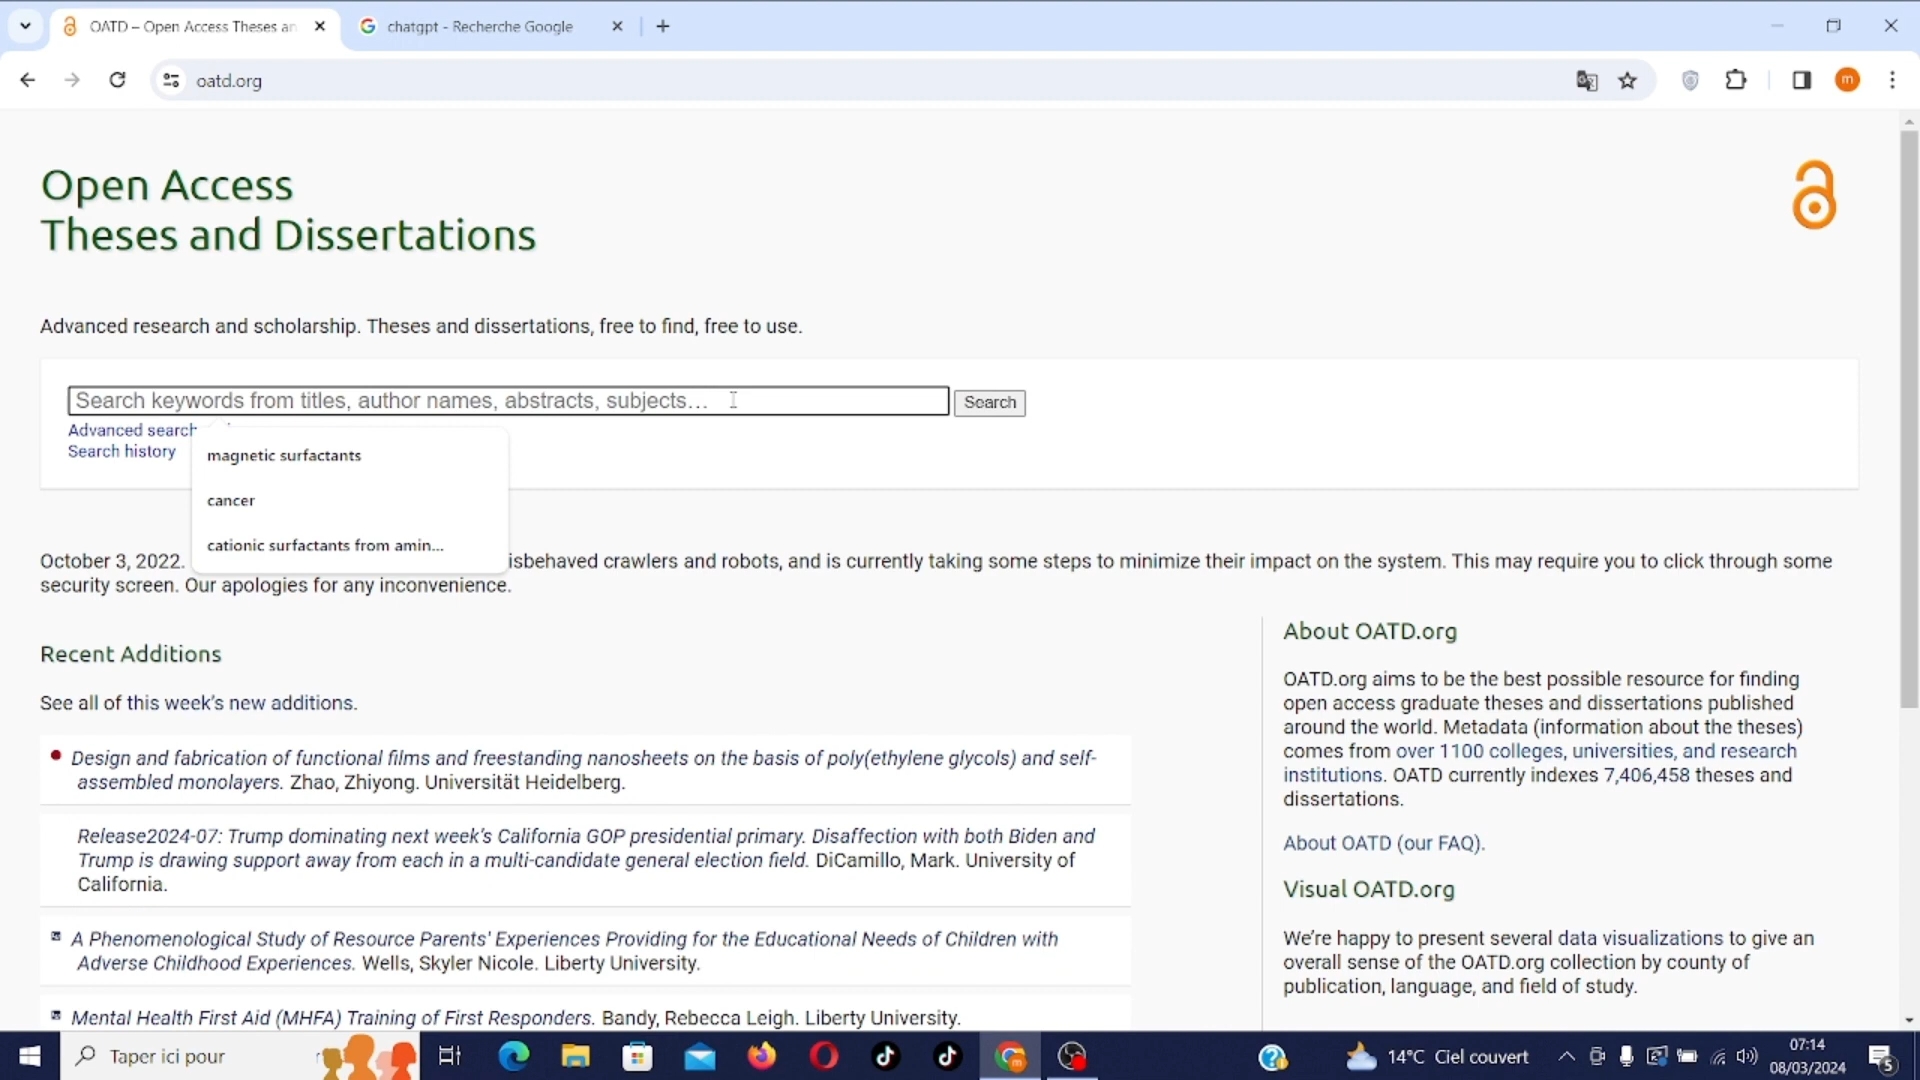 OATD – Open Access Theses an
chatgpt - Recherche Google
oatd.org
m
Open Access
Theses and Dissertations
Advanced research and scholarship. Theses and dissertations, free to find, free to use.
Search keywords from titles, author names, abstracts, subjects…
Search
Advanced search
Search history
magnetic surfactants
cancer
cationic surfactants from amin...
October 3, 2022. isbehaved crawlers and robots, and is currently taking some steps to minimize their impact on the system. This may require you to click through some
security screen. Our apologies for any inconvenience.
Recent Additions
See all of this week's new additions.
Design and fabrication of functional films and freestanding nanosheets on the basis of poly(ethylene glycols) and self-
assembled monolayers. Zhao, Zhiyong. Universität Heidelberg.
Release2024-07: Trump dominating next week's California GOP presidential primary. Disaffection with both Biden and
Trump is drawing support away from each in a multi-candidate general election field. DiCamillo, Mark. University of
California.
A Phenomenological Study of Resource Parents' Experiences Providing for the Educational Needs of Children with
Adverse Childhood Experiences. Wells, Skyler Nicole. Liberty University.
Mental Health First Aid (MHFA) Training of First Responders. Bandy, Rebecca Leigh. Liberty University.
About OATD.org
OATD.org aims to be the best possible resource for finding
open access graduate theses and dissertations published
around the world. Metadata (information about the theses)
comes from over 1100 colleges, universities, and research
institutions. OATD currently indexes 7,406,458 theses and
dissertations.
About OATD (our FAQ).
Visual OATD.org
We're happy to present several data visualizations to give an
overall sense of the OATD.org collection by county of
publication, language, and field of study.
Taper ici pour
14°C Ciel couvert
07:14
08/03/2024
5